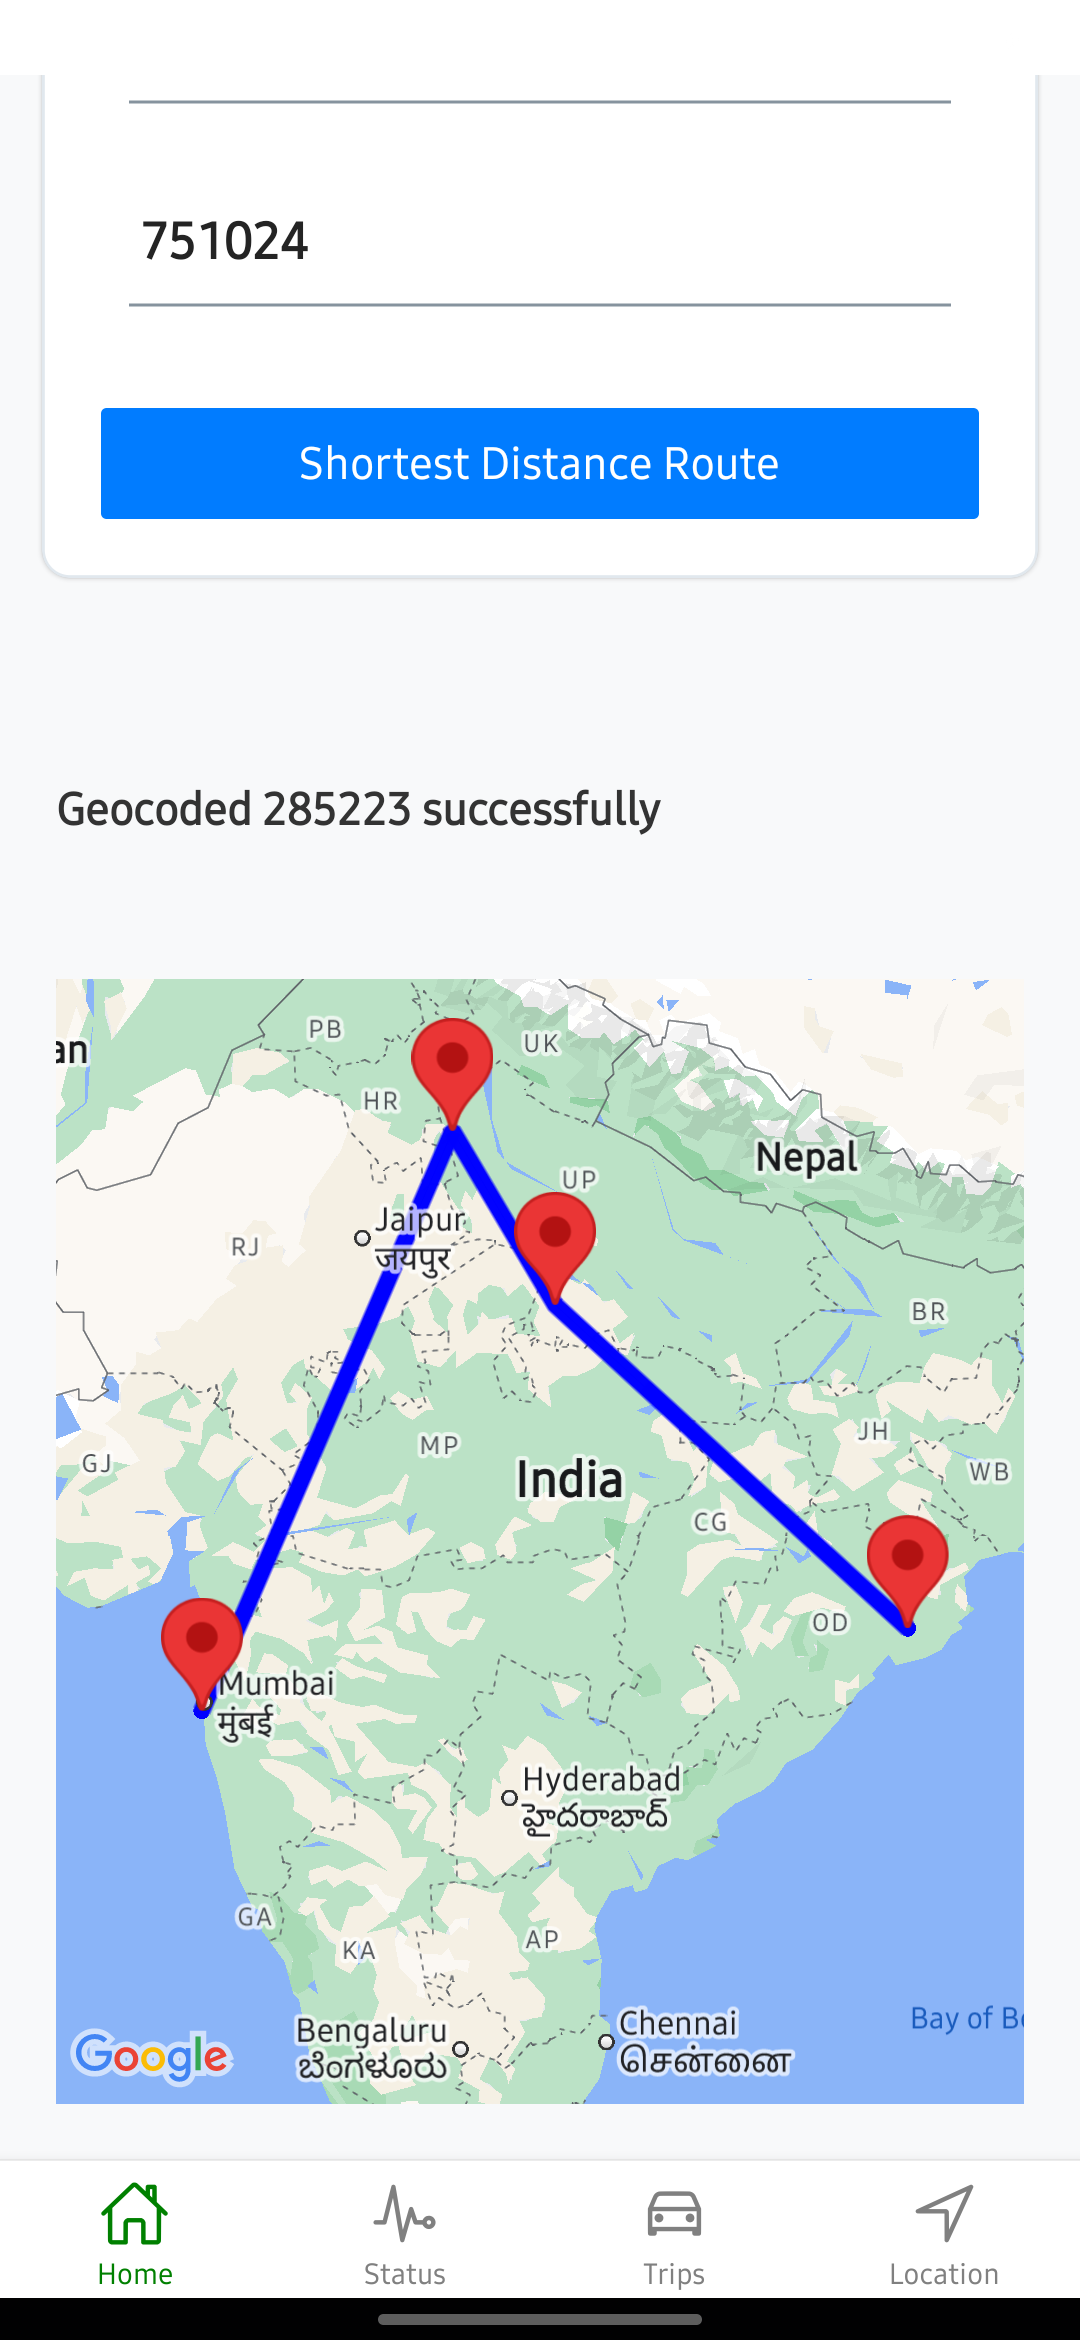 751024
Shortest Distance Route
Geocoded 285223 successfully
an
PB
UK
HR
Nepal
UP
Jaipur
जयपुर
RJ
BR
JH
GJ
MP
WB
India
CG
OD
Mumbai
मुंबई
Hyderabad
హైదరాబాద్
GA
AP
KA
Bay of Be
Chennai
சென்னை
Bengaluru
ಬೆಂಗಳೂರು
Google
Home
Status
Trips
Location